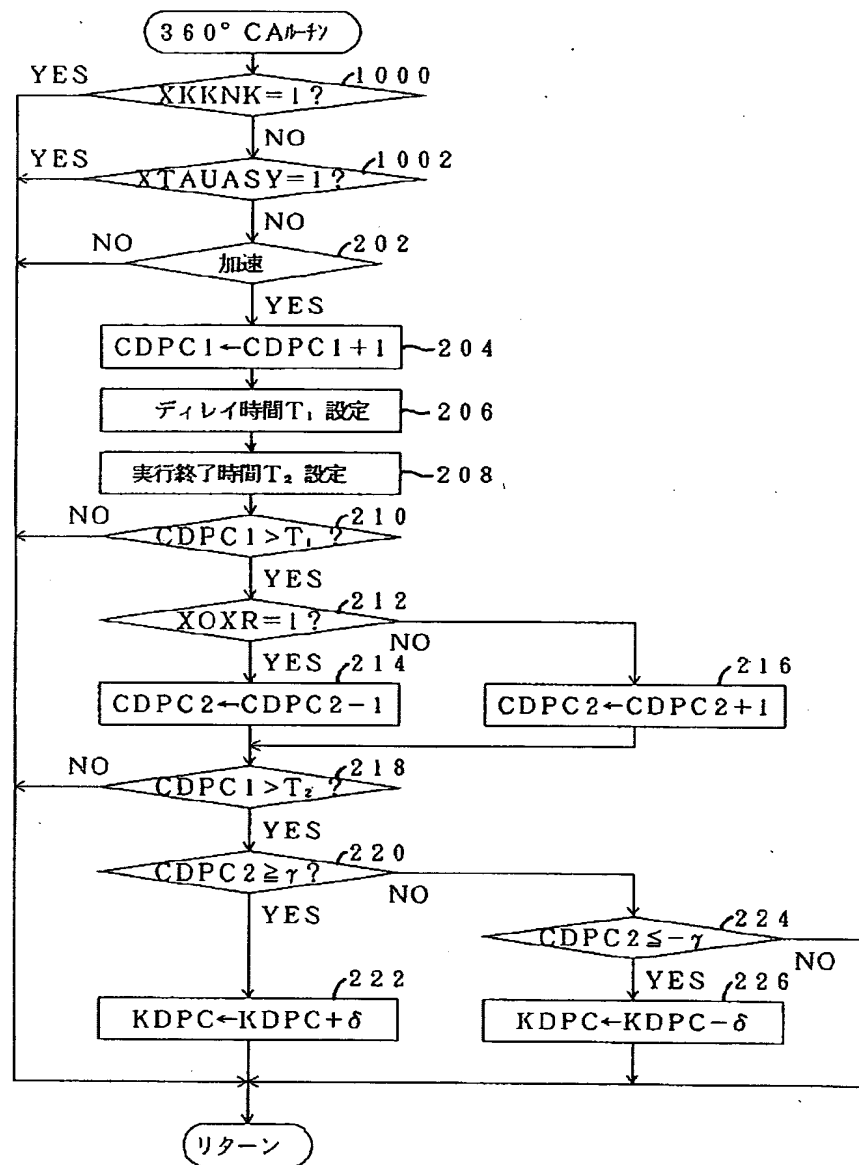 360° CAルーチン
YES
1000
XKKNK=1?
NO
YES
1002
XTAUASY=1?
NO
NO
202
加速
YES
CDPC1←CDPC1+1
204
ディレイ時間T₁ 設定
206
実行終了時間T₂ 設定
208
NO
210
CDPC1>T₁ ?
YES
212
XOXR=1?
NO
YES
214
216
CDPC2←CDPC2-1
CDPC2←CDPC2+1
NO
218
CDPC1>T₂ ?
YES
220
CDPC2≧γ?
NO
YES
224
CDPC2≦-γ
NO
YES
222
226
KDPC←KDPC+δ
KDPC←KDPC-δ
リターン